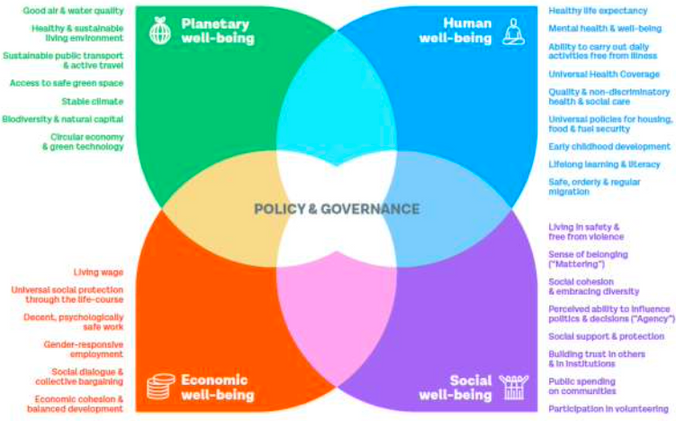 Good air & water quality
Healthy & sustainable
living environment
Sustainable public transport
& active travel
Access to safe green space
Stable climate
Biodiversity & natural capital
Circular economy
& green technology
Planetary
well-being
Human
well-being
Healthy life expectancy
Mental health & well-being
Ability to carry out daily
activities free from illness
Universal Health Coverage
Quality & non-discriminatory
health & social care
Universal policies for housing,
food & fuel security
Early childhood development
Lifelong learning & literacy
Safe, orderly & regular
migration
POLICY & GOVERNANCE
Living wage
Universal social protection
through the life-course
Decent, psychologically
safe work
Gender-responsive
employment
Social dialogue &
collective bargaining
Economic cohesion &
balanced development
Economic
well-being
Social
well-being
Living in safety &
free from violence
Sense of belonging
("Mattering")
Social cohesion
& embracing diversity
Perceived ability to influence
politics & decisions ("Agency")
Social support & protection
Building trust in others
& in institutions
Public spending
on communities
Participation in volunteering